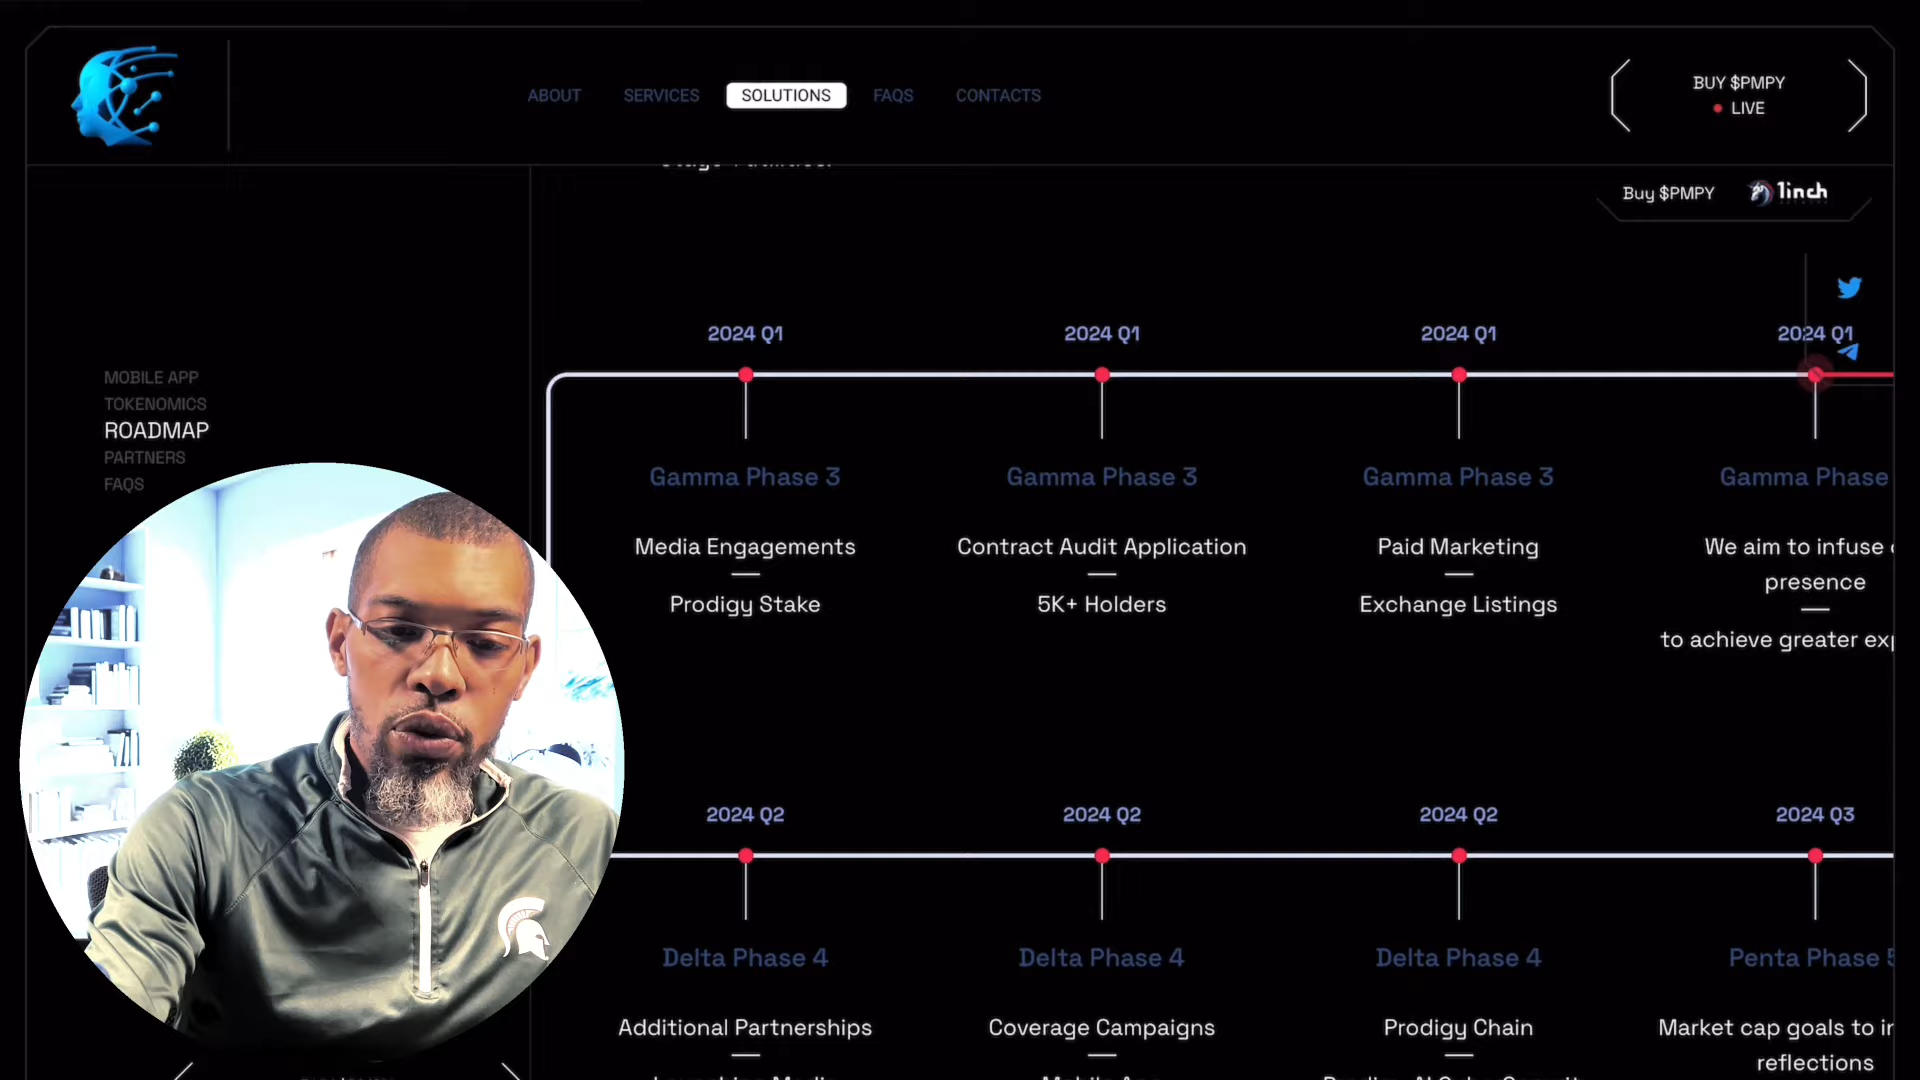 ABOUT
SERVICES
SOLUTIONS
FAQS
CONTACTS
BUY $PMPY
LIVE
Buy $PMPY
1inch
MOBILE APP
TOKENOMICS
ROADMAP
PARTNERS
FAQS
2024 Q1
2024 Q1
2024 Q1
2024 Q1
Gamma Phase 3
Gamma Phase 3
Gamma Phase 3
Gamma Phase
Media Engagements
Prodigy Stake
Contract Audit Application
5K+ Holders
Paid Marketing
Exchange Listings
We aim to infuse
presence
to achieve greater
2024 Q2
2024 Q2
2024 Q2
2024 Q3
Delta Phase 4
Delta Phase 4
Delta Phase 4
Penta Phase
Additional Partnerships
Coverage Campaigns
Prodigy Chain
Market cap goals to
reflections